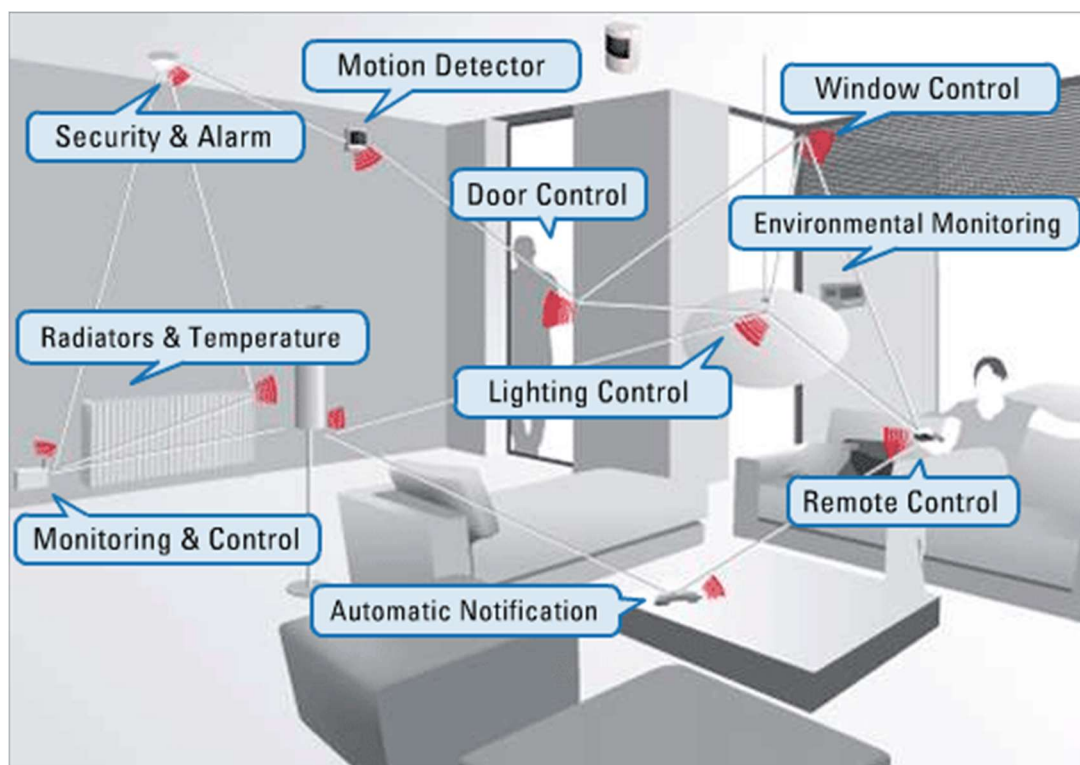 Motion Detector
Window Control
Security & Alarm
Door Control
Environmental Monitoring
Radiators & Temperature
Lighting Control
Remote Control
Monitoring & Control
Automatic Notification